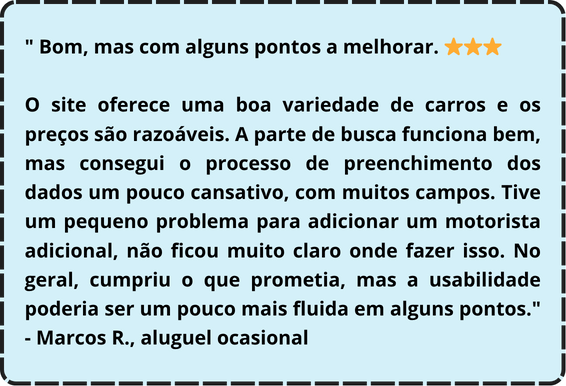 " Bom, mas com alguns pontos a melhorar. ⭐⭐⭐
O site oferece uma boa variedade de carros e os
preços são razoáveis. A parte de busca funciona bem,
mas consegui o processo de preenchimento dos
dados um pouco cansativo, com muitos campos. Tive
um pequeno problema para adicionar um motorista
adicional, não ficou muito claro onde fazer isso. No
geral, cumpriu o que prometia, mas a usabilidade
poderia ser um pouco mais fluida em alguns pontos."
- Marcos R., aluguel ocasional